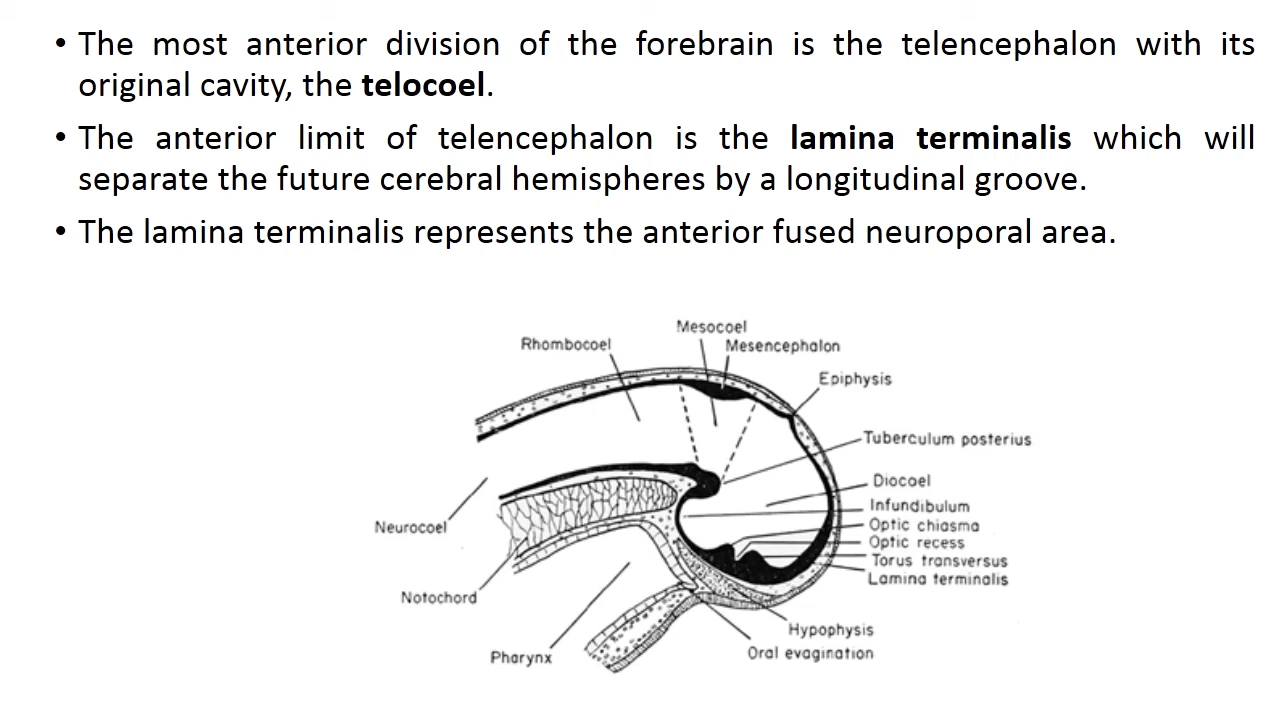 • The most anterior division of the forebrain is the telencephalon with its
original cavity, the telocoel.
• The anterior limit of telencephalon is the lamina terminalis which will
separate the future cerebral hemispheres by a longitudinal groove.
• The lamina terminalis represents the anterior fused neuroporal area.
Mesocoel
Rhombocoel
Mesencephalon
Epiphysis
Tuberculum posterius
Diocoel
Infundibulum
Optic chiasma
Neurocoel
Optic recess
Torus transversus
Lamina terminalis
Notochord
Hypophysis
Pharynx
Oral evagination